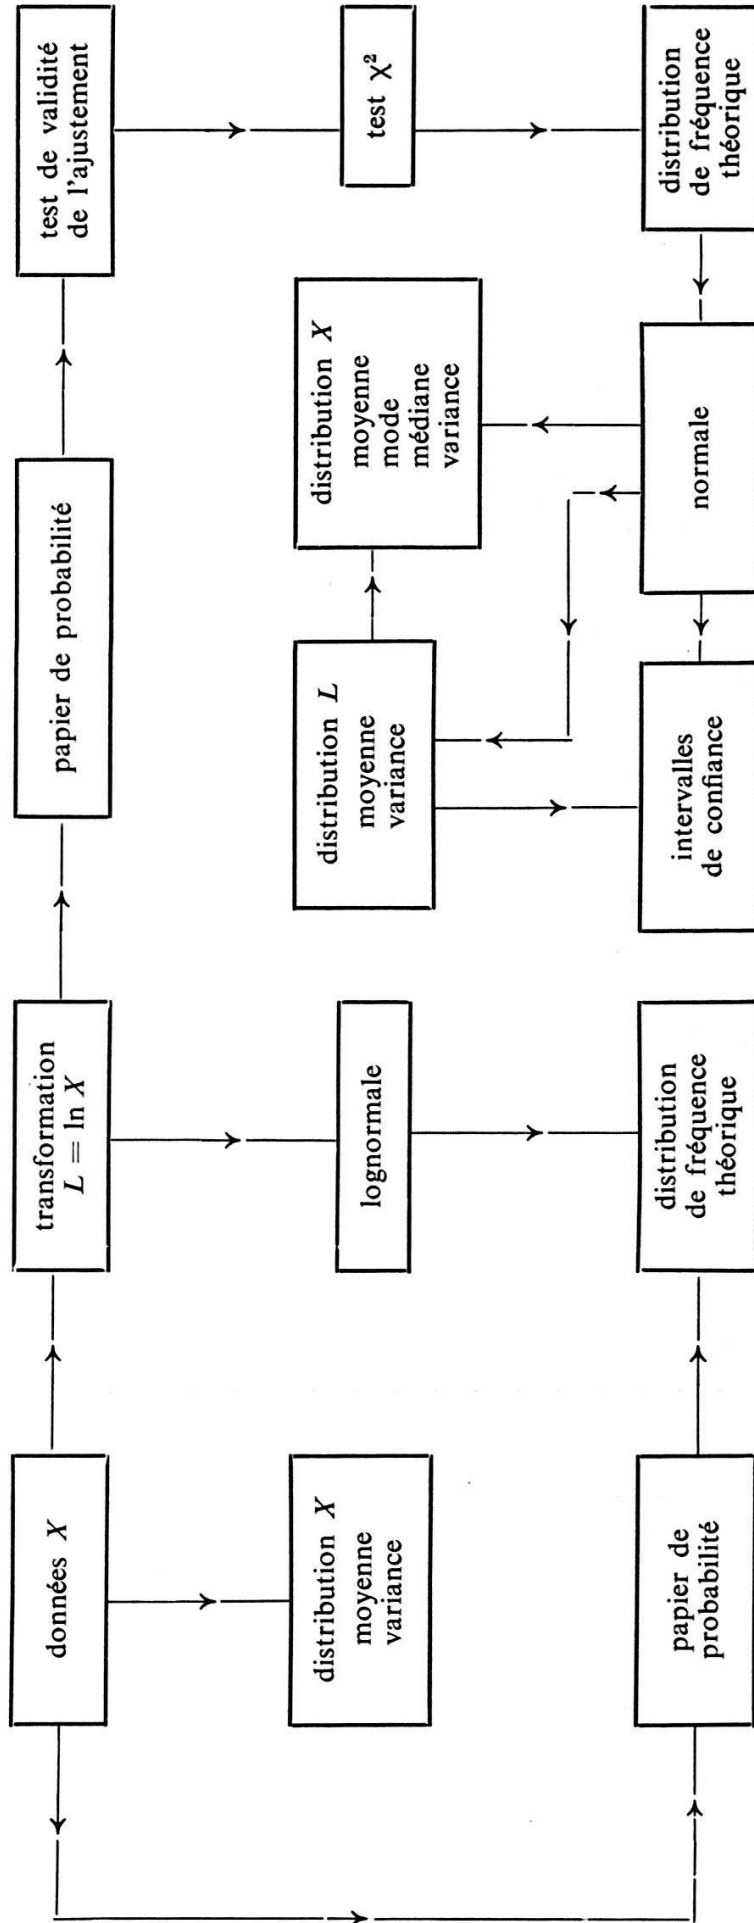 données X
transformation
L = ln X
papier de probabilité
test de validité
de l'ajustement
distribution X
moyenne
variance
lognormale
distribution L
moyenne
variance
distribution X
moyenne
mode
médiane
variance
test χ²
papier de
probabilité
distribution
de fréquence
théorique
intervalles
de confiance
normale
distribution
de fréquence
théorique